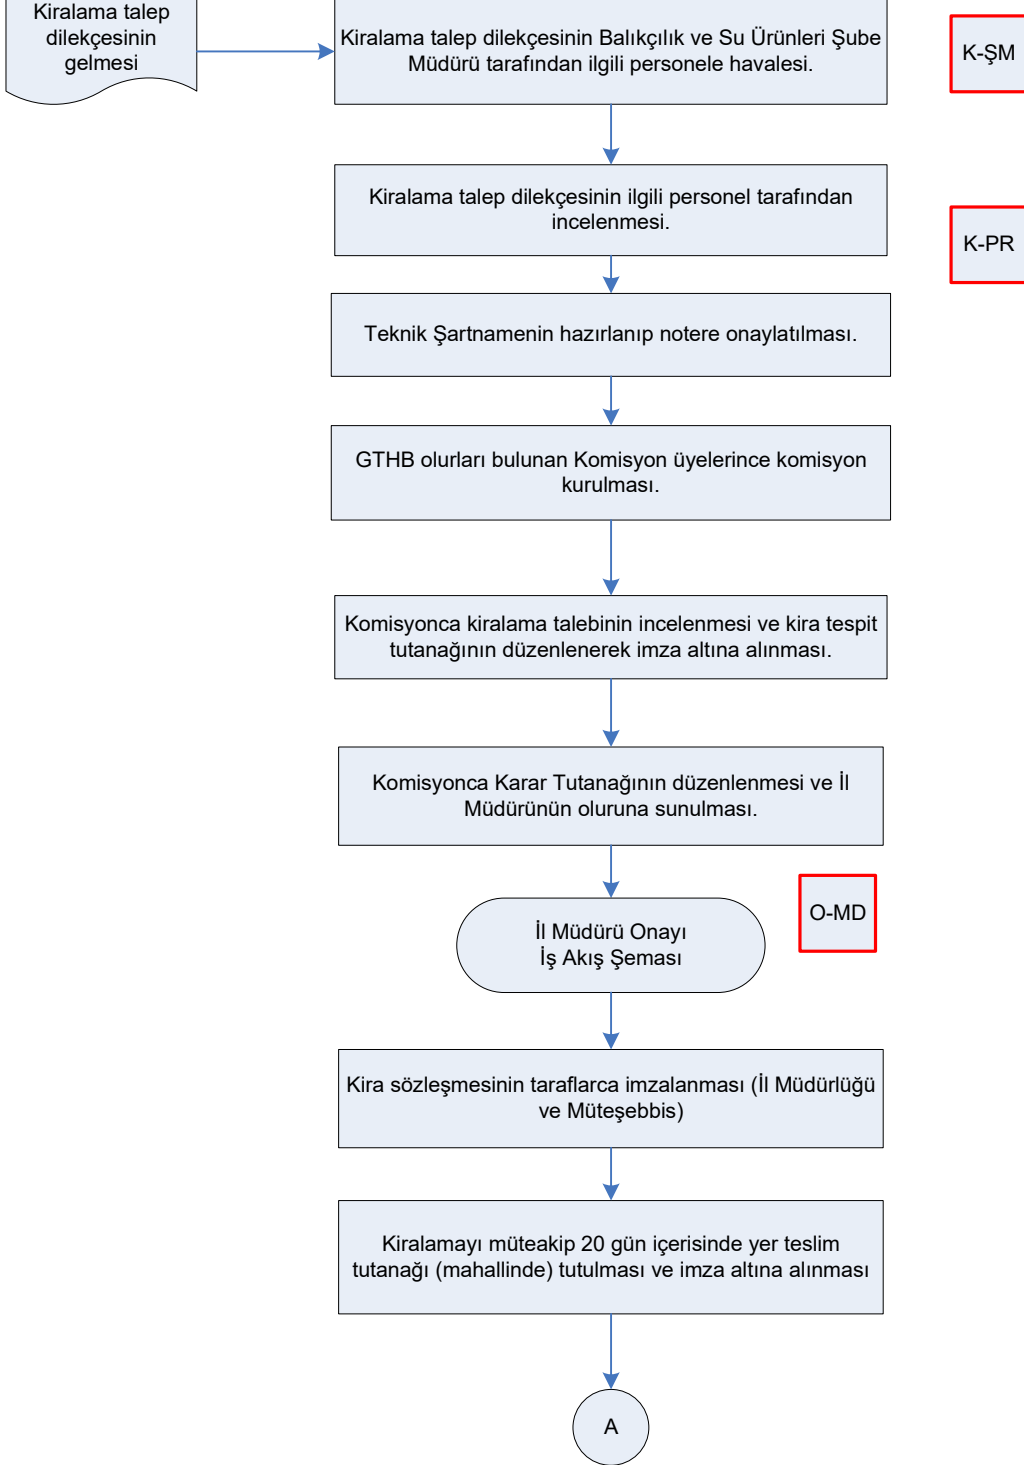 Kiralama talep
dilekçesinin
gelmesi
Kiralama talep dilekçesinin Balıkçılık ve Su Ürünleri Şube
Müdürü tarafından ilgili personele havalesi.
K-ŞM
Kiralama talep dilekçesinin ilgili personel tarafından
incelenmesi.
K-PR
Teknik Şartnamenin hazırlanıp notere onaylatılması.
GTHB olurları bulunan Komisyon üyelerince komisyon
kurulması.
Komisyonca kiralama talebinin incelenmesi ve kira tespit
tutanağının düzenlenerek imza altına alınması.
Komisyonca Karar Tutanağının düzenlenmesi ve İl
Müdürünün oluruna sunulması.
O-MD
İl Müdürü Onayı
İş Akış Şeması
Kira sözleşmesinin taraflarca imzalanması (İl Müdürlüğü
ve Müteşebbis)
Kiralamayı müteakip 20 gün içerisinde yer teslim
tutanağı (mahallinde) tutulması ve imza altına alınması
A